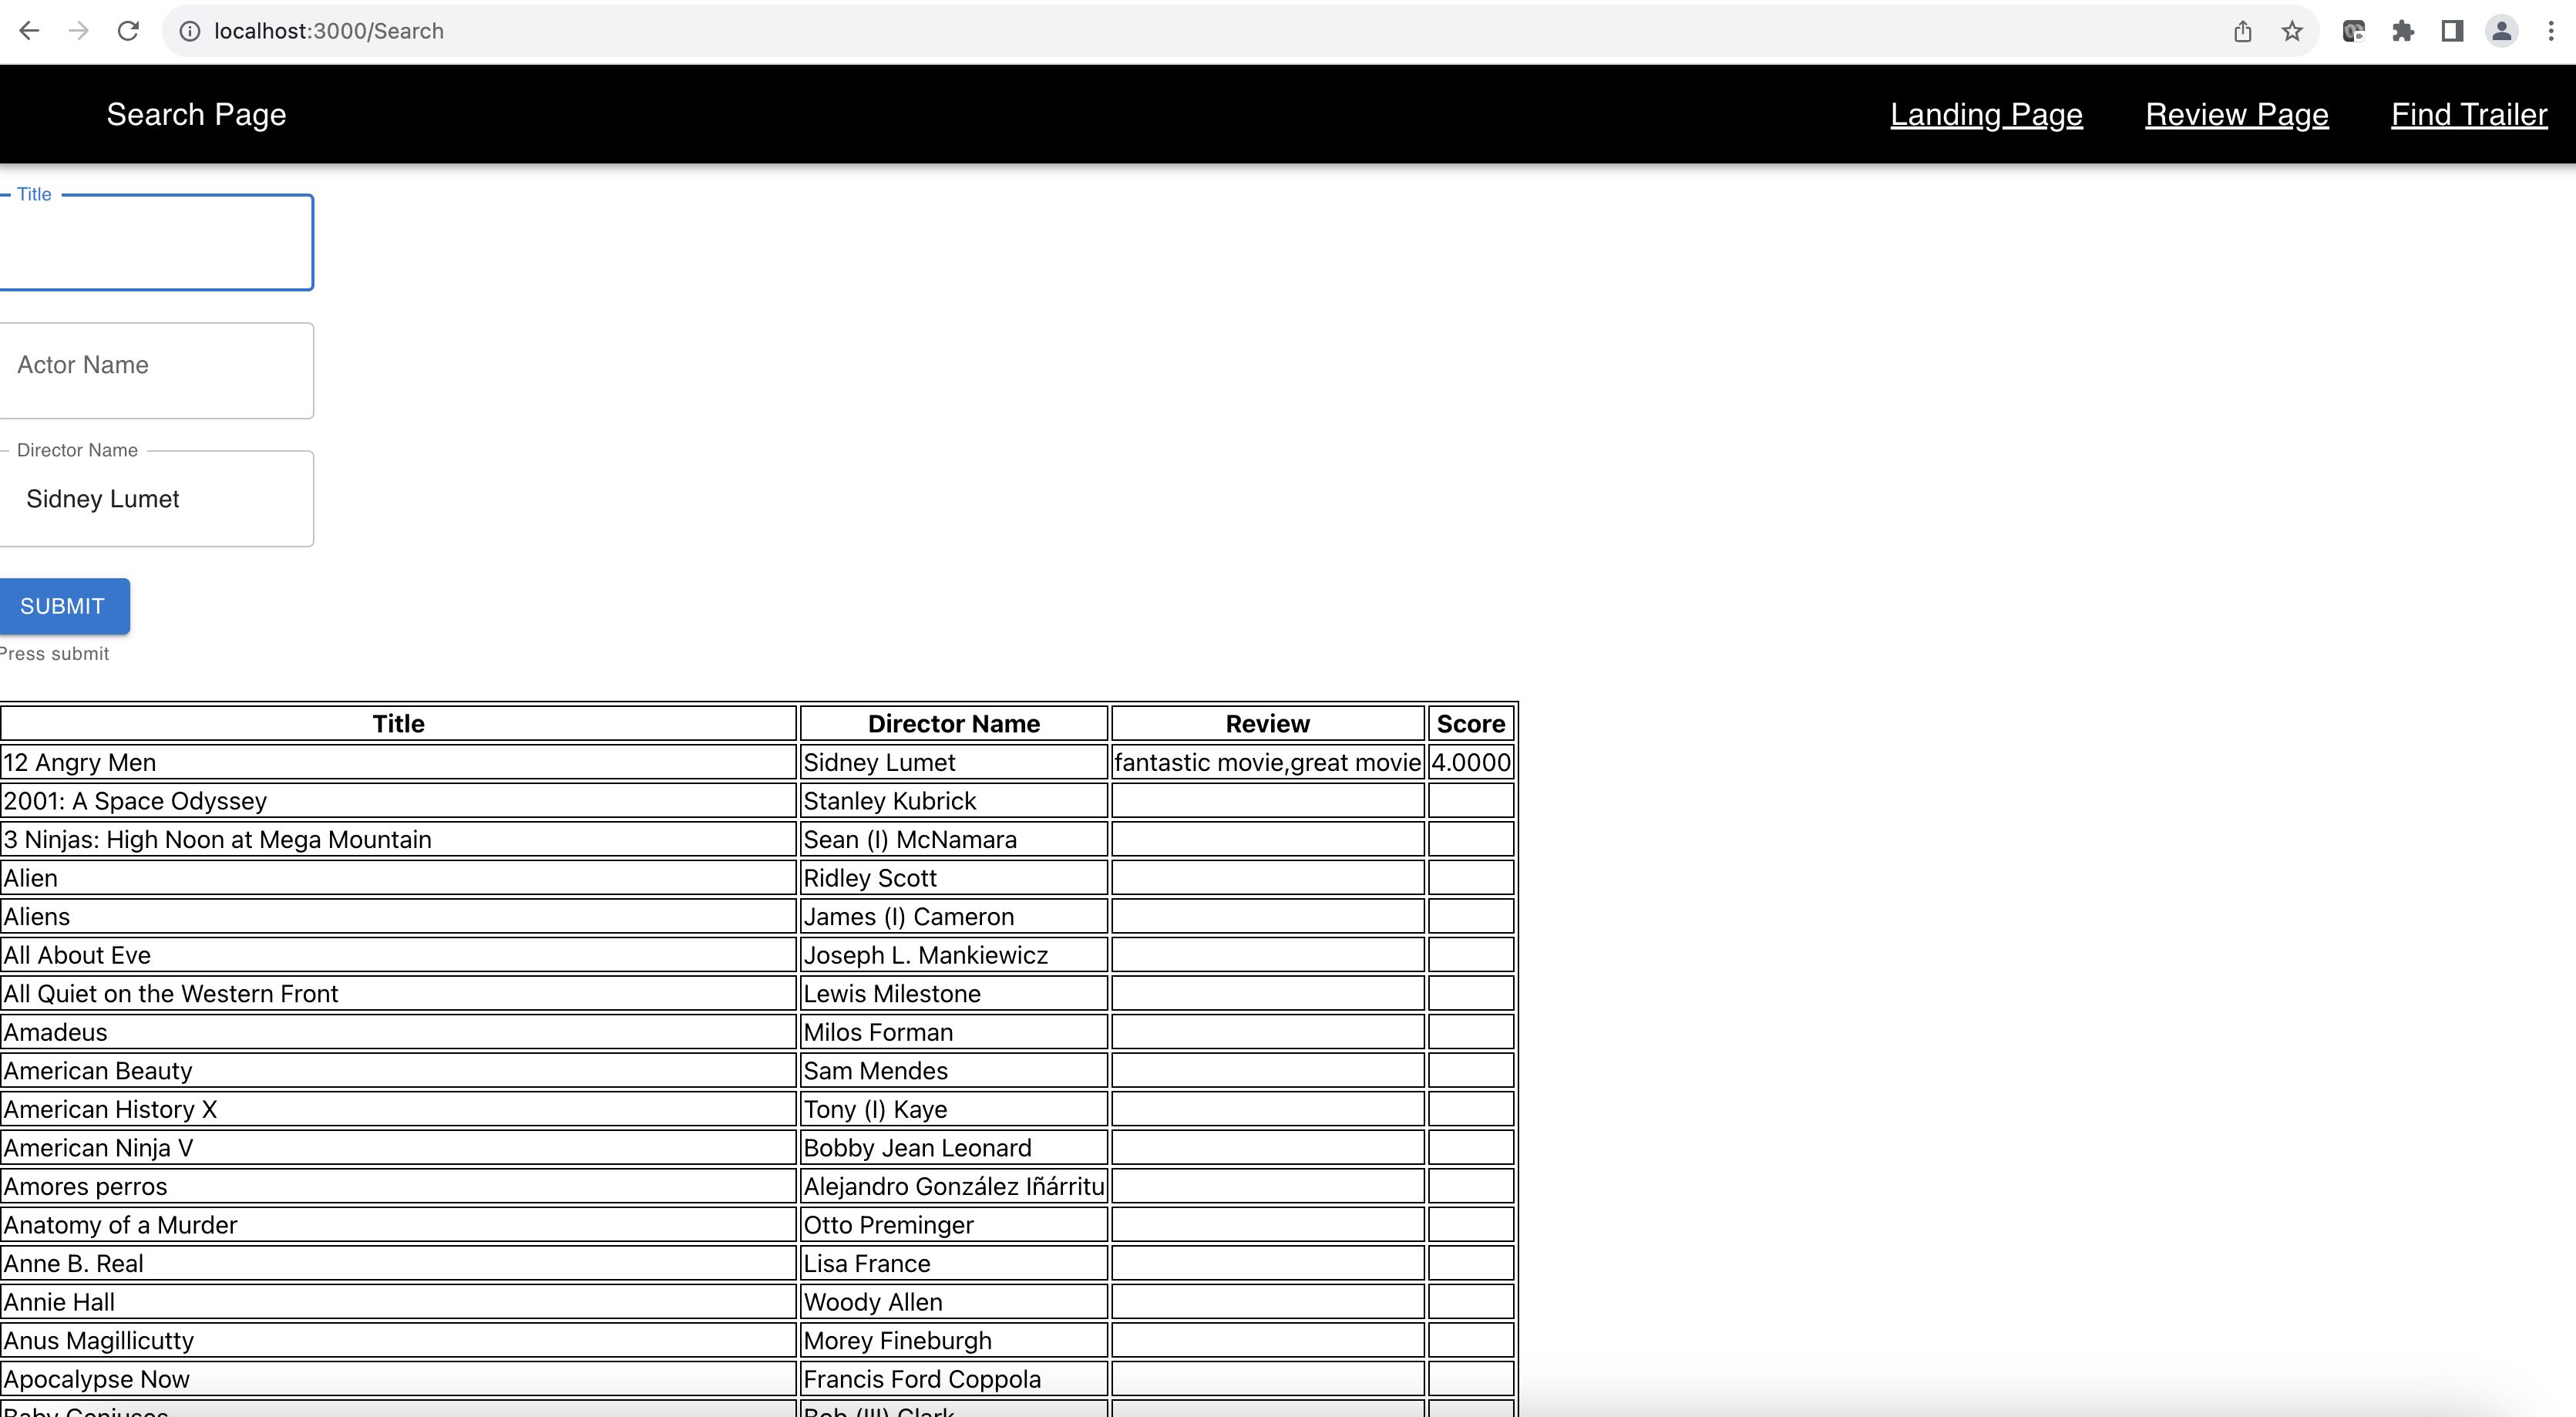 localhost:3000/Search
Search Page Landing Page Review Page Find Trailer
Title
Actor Name
Director Name
Sidney Lumet
SUBMIT
Press submit
Title Director Name Review Score
12 Angry Men Sidney Lumet fantastic movie,great movie 4.0000
2001: A Space Odyssey Stanley Kubrick
3 Ninjas: High Noon at Mega Mountain Sean (I) McNamara
Alien Ridley Scott
Aliens James (I) Cameron
All About Eve Joseph L. Mankiewicz
All Quiet on the Western Front Lewis Milestone
Amadeus Milos Forman
American Beauty Sam Mendes
American History X Tony (I) Kaye
American Ninja V Bobby Jean Leonard
Amores perros Alejandro González Iñárritu
Anatomy of a Murder Otto Preminger
Anne B. Real Lisa France
Annie Hall Woody Allen
Anus Magillicutty Morey Fineburgh
Apocalypse Now Francis Ford Coppola
Baby Geniuses Bob (III) Clark